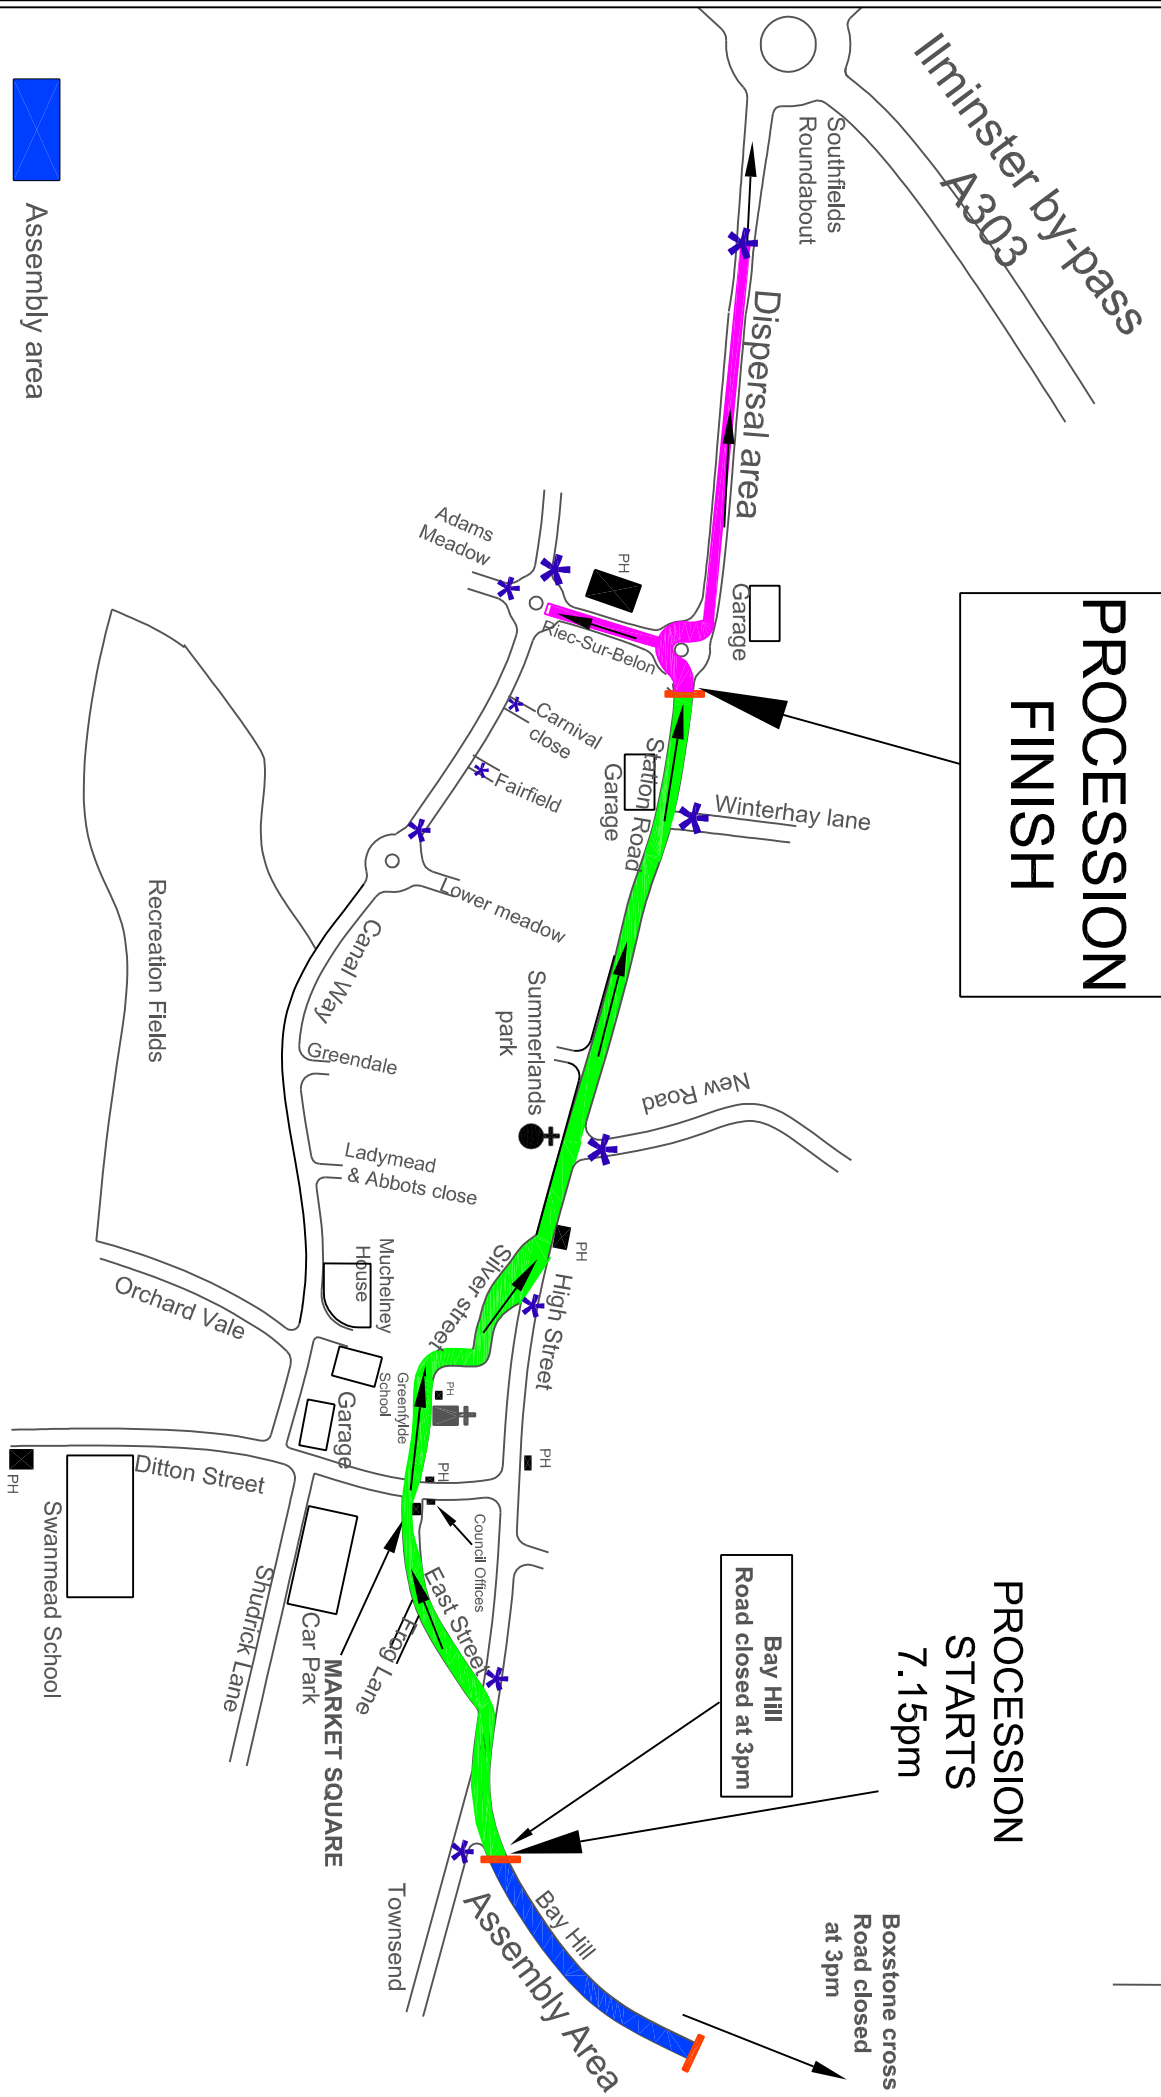 Ilminster by-pass
A303
Southfields
Roundabout
Dispersal area
Assembly area
PROCESSION
FINISH
Garage
PH
Adams
Meadow
Riec-Sur-Belon
Carnival
close
Fairfield
Station Road
Garage
Winterhay lane
Lower meadow
Canal Way
Recreation Fields
Summerlands
park
New Road
Greendale
Ladymead
& Abbots close
Muchelney
House
Orchard Vale
Silver street
PH
High Street
Greenfylde
School
PH
Garage
PH
PH
Ditton Street
PH
Swanmead School
Shudrick Lane
Car Park
Council Offices
East Street
Frog Lane
MARKET SQUARE
Bay Hill
Road closed at 3pm
PROCESSION
STARTS
7.15pm
Townsend
Bay Hill
Assembly Area
Boxstone cross
Road closed
at 3pm